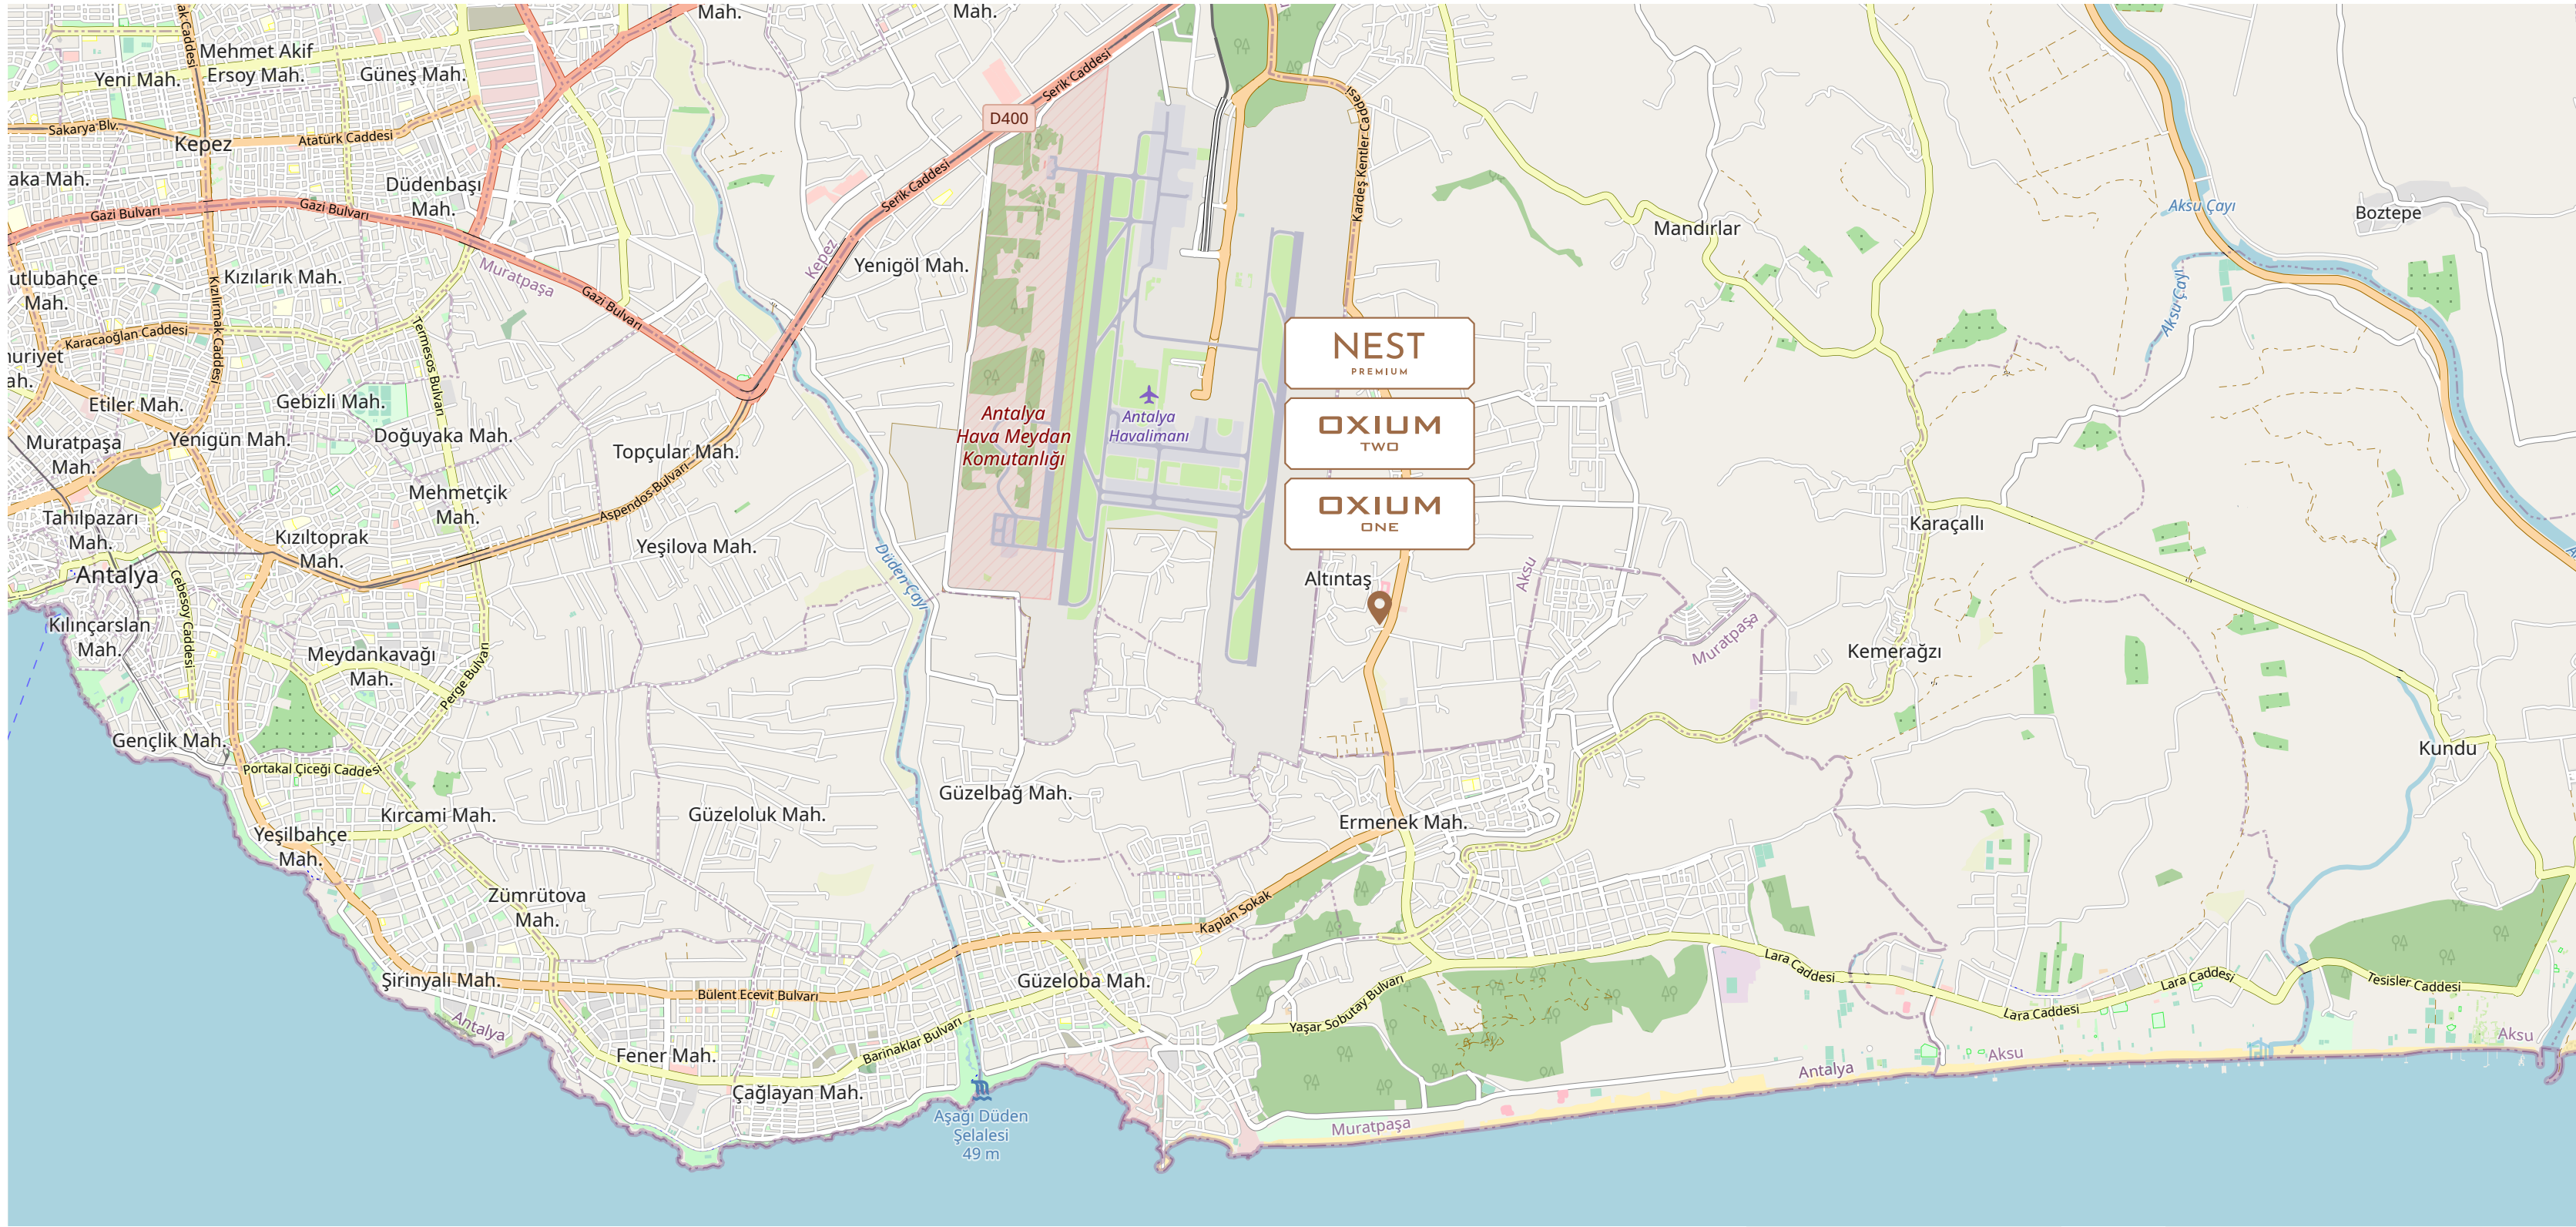 Mah.
Mah.
Mehmet Akif
Ersoy Mah.
Yeni Mah.
Güneş Mah.
Serik Caddesi
Kardeş Kentler Caddesi
D400
Sakarya Blv.
Atatürk Caddesi
Kepez
aka Mah.
Düdenbaşı
Mah.
Serik Caddesi
Gazi Bulvarı
Gazi Bulvarı
Aksu Çayı
Boztepe
Mandırlar
Kepez
Yenigöl Mah.
Muratpaşa
utlubahçe
Mah.
Kızılarık Mah.
Kızılırmak Caddesi
Gazi Bulvarı
Aksu Çayı
Karacaoğlan Caddesi
Termesos Bulvarı
NEST
PREMIUM
uriyet
ah.
Etiler Mah.
Gebizli Mah.
Antalya
Hava Meydan
Komutanlığı
Antalya
Havalimanı
OXIUM
TWO
Muratpaşa
Mah.
Yenigün Mah.
Doğuyaka Mah.
Topçular Mah.
Aspendos Bulvarı
Mehmetçik
Mah.
OXIUM
ONE
Tahılpazarı
Mah.
Kızıltoprak
Mah.
Yeşilova Mah.
Karaçallı
Antalya
Cebesoy Caddesi
Düden Çayı
Altıntaş
Aksu
Kılınçarslan
Mah.
Meydankavağı
Mah.
Perge Bulvarı
Muratpaşa
Kemerağzı
Gençlik Mah.
Portakal Çiçeği Caddesi
Kundu
Güzelbağ Mah.
Güzeloluk Mah.
Kırcami Mah.
Yeşilbahçe
Mah.
Ermenek Mah.
Zümrütova
Mah.
Kaplan Sokak
Şirinyalı Mah.
Bülent Ecevit Bulvarı
Güzeloba Mah.
Lara Caddesi
Lara Caddesi
Tesisler Caddesi
Yaşar Sobutay Bulvarı
Lara Caddesi
Antalya
Barınaklar Bulvarı
Fener Mah.
Aksu
Aksu
Antalya
Çağlayan Mah.
Aşağı Düden
Şelalesi
49 m
Muratpaşa